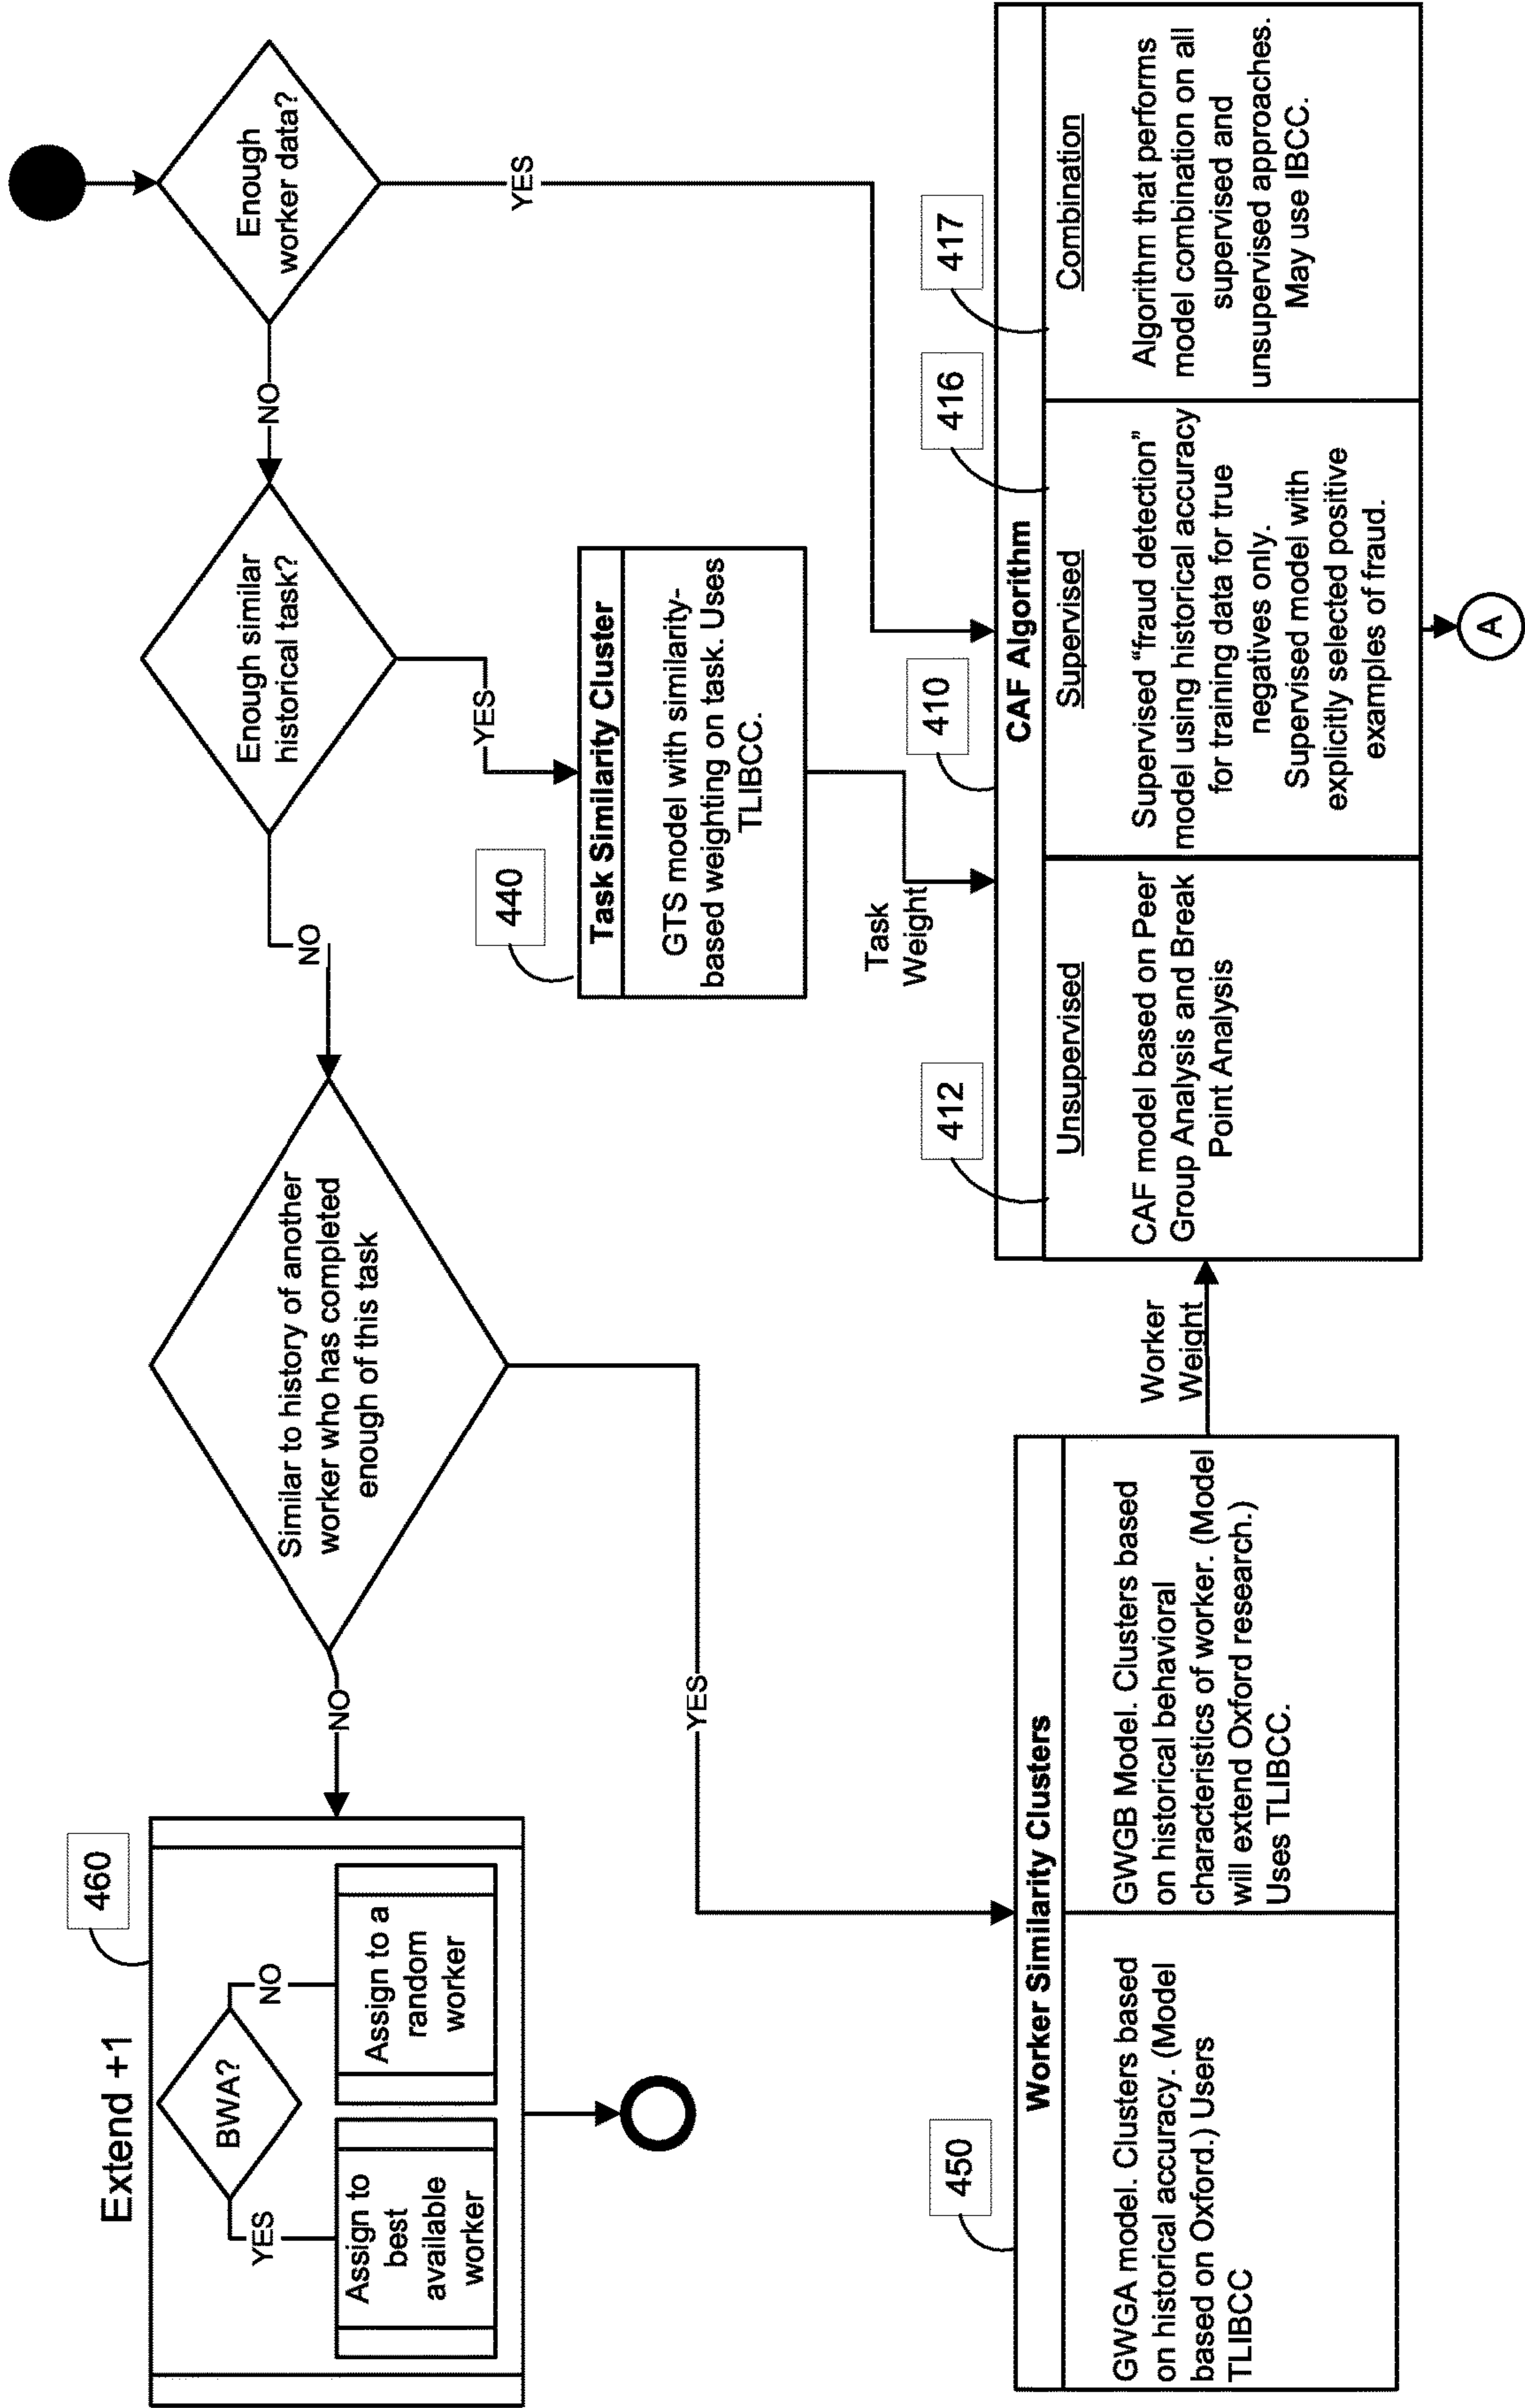 Enough
worker data?
YES
NO
Enough similar
historical task?
YES
NO
Similar to history of another
worker who has completed
enough of this task
YES
NO
Extend +1
460
BWA?
YES
NO
Assign to
best
available
worker
Assign to a
random
worker
440
Task Similarity Cluster
GTS model with similarity-
based weighting on task. Uses
TLIBCC.
Task
Weight
450
Worker Similarity Clusters
GWGA model. Clusters based
on historical accuracy. (Model
based on Oxford.) Users
TLIBCC
GWGB Model. Clusters based
on historical behavioral
characteristics of worker. (Model
will extend Oxford research.)
Uses TLIBCC.
Worker
Weight
410
CAF Algorithm
412
Unsupervised
CAF model based on Peer
Group Analysis and Break
Point Analysis
416
Supervised
Supervised “fraud detection”
model using historical accuracy
for training data for true
negatives only.
Supervised model with
explicitly selected positive
examples of fraud.
417
Combination
Algorithm that performs
model combination on all
supervised and
unsupervised approaches.
May use IBCC.
A